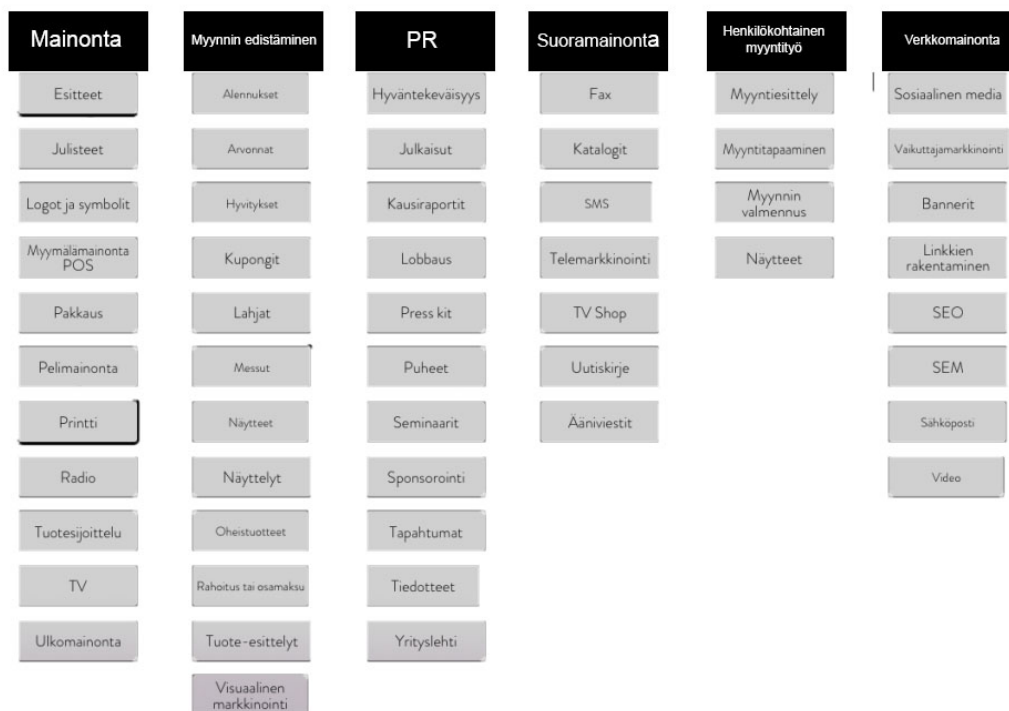 Mainonta
Esitteet
Julisteet
Logot ja symbolit
Myymälämainonta
POS
Pakkaus
Pelimainonta
Printti
Radio
Tuotesijoittelu
TV
Ulkomainonta
Myynnin edistäminen
Alennukset
Arvonnat
Hyvitykset
Kupongit
Lahjat
Messut
Näytteet
Näyttelyt
Oheistuotteet
Rahoitus tai osamaksu
Tuote-esittelyt
Visuaalinen
markkinointi
PR
Hyväntekeväisyys
Julkaisut
Kausiraportit
Lobbaus
Press kit
Puheet
Seminaarit
Sponsorointi
Tapahtumat
Tiedotteet
Yrityslehti
Suoramainonta
Fax
Katalogit
SMS
Telemarkkinointi
TV Shop
Uutiskirje
Ääniviestit
Henkilökohtainen
myyntityö
Myyntiesittely
Myyntitapaaminen
Myynnin
valmennus
Näytteet
Verkkomainonta
Sosiaalinen media
Vaikuttajamarkkinointi
Bannerit
Linkkien
rakentaminen
SEO
SEM
Sähköposti
Video